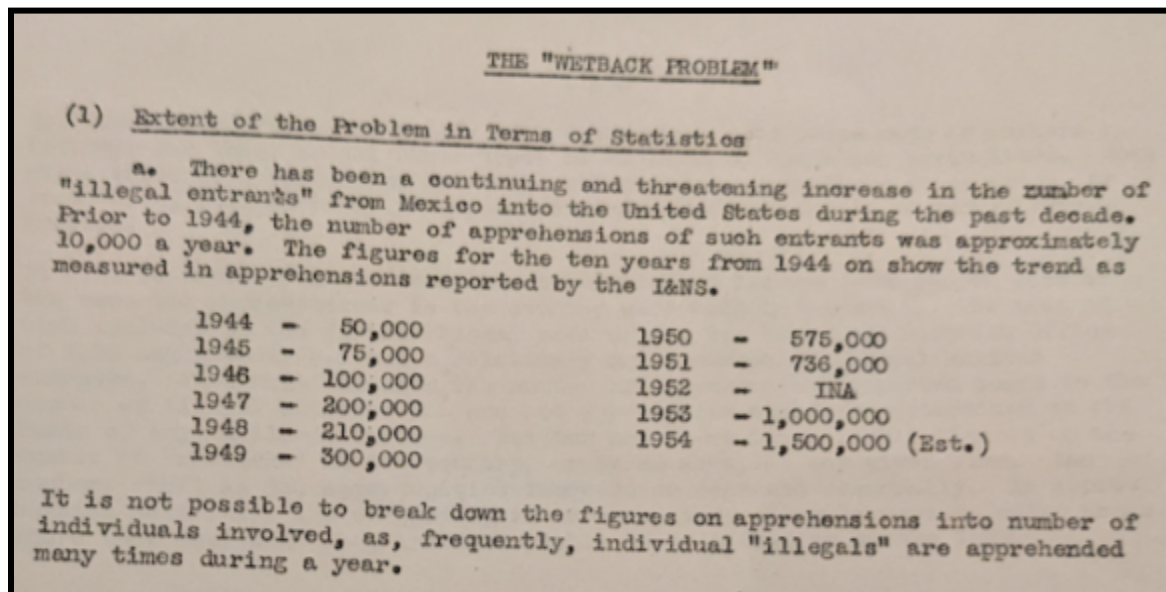 THE "WETBACK PROBLEM"
(1) Extent of the Problem in Terms of Statistics
a. There has been a continuing and threatening increase in the number of
"illegal entrants" from Mexico into the United States during the past decade.
Prior to 1944, the number of apprehensions of such entrants was approximately
10,000 a year. The figures for the ten years from 1944 on show the trend as
measured in apprehensions reported by the I&NS.
1944 - 50,000
1945 - 75,000
1946 - 100,000
1947 - 200,000
1948 - 210,000
1949 - 300,000
1950 - 575,000
1951 - 736,000
1952 - INA
1953 - 1,000,000
1954 - 1,500,000 (Est.)
It is not possible to break down the figures on apprehensions into number of
individuals involved, as, frequently, individual "illegals" are apprehended
many times during a year.